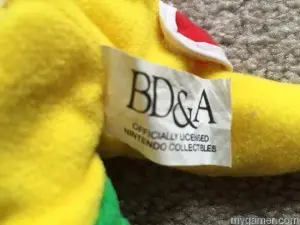 BD&A
OFFICIALLY LICENSED
NINTENDO COLLECTIBLES
mygamer.com